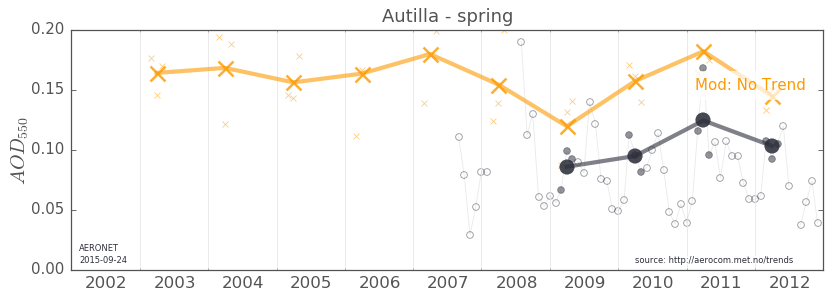 Autilla - spring
0.20
0.15
0.10
0.05
0.00
AOD550
Mod: No Trend
AERONET
2015-09-24
source: http://aerocom.met.no/trends
2002 2003 2004 2005 2006 2007 2008 2009 2010 2011 2012